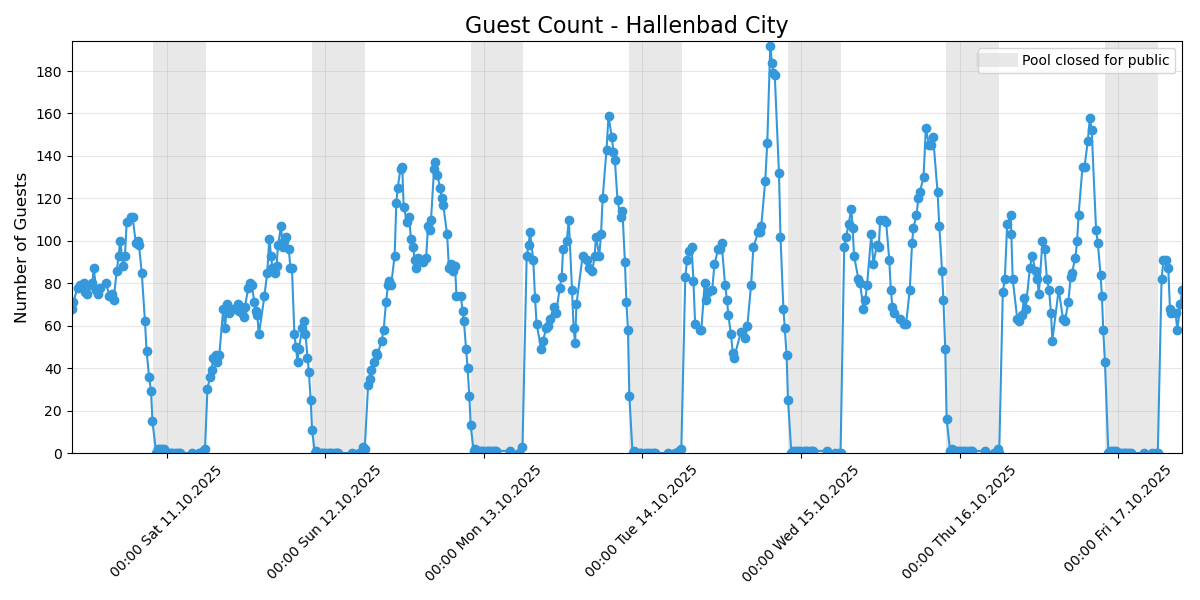 Guest Count - Hallenbad City
Pool closed for public
Number of Guests
180
160
140
120
100
80
60
40
20
0
00:00 Sat 11.10.2025
00:00 Sun 12.10.2025
00:00 Mon 13.10.2025
00:00 Tue 14.10.2025
00:00 Wed 15.10.2025
00:00 Thu 16.10.2025
00:00 Fri 17.10.2025